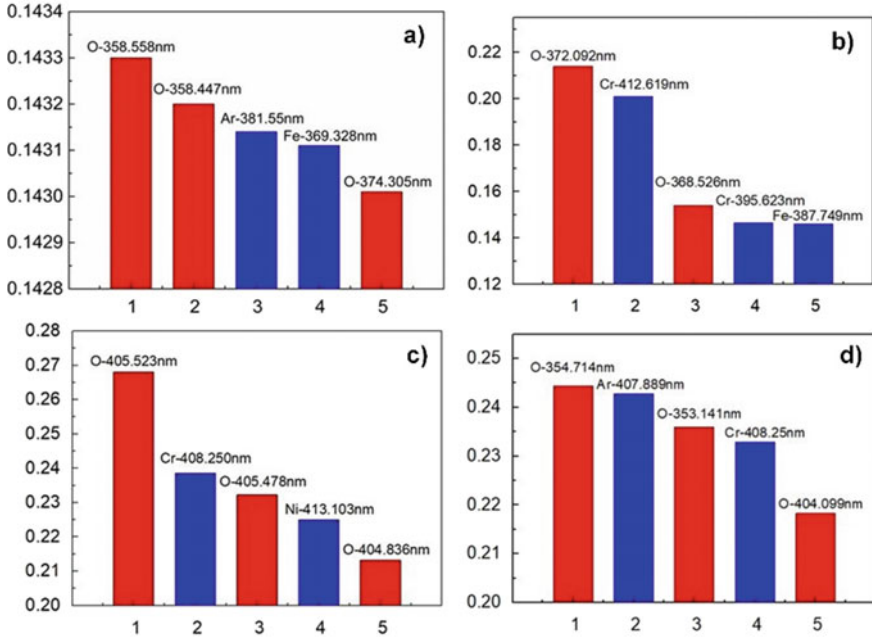 a)
0.1434
0.1433
0.1432
0.1431
0.1430
0.1429
0.1428
O-358.558nm
O-358.447nm
Ar-381.55nm
Fe-369.328nm
O-374.305nm
1 2 3 4 5
b)
0.22
0.20
0.18
0.16
0.14
0.12
O-372.092nm
Cr-412.619nm
O-368.526nm
Cr-395.623nm
Fe-387.749nm
1 2 3 4 5
c)
0.28
0.27
0.26
0.25
0.24
0.23
0.22
0.21
0.20
O-405.523nm
Cr-408.250nm
O-405.478nm
Ni-413.103nm
O-404.836nm
1 2 3 4 5
d)
0.25
0.24
0.23
0.22
0.21
0.20
O-354.714nm
Ar-407.889nm
O-353.141nm
Cr-408.25nm
O-404.099nm
1 2 3 4 5